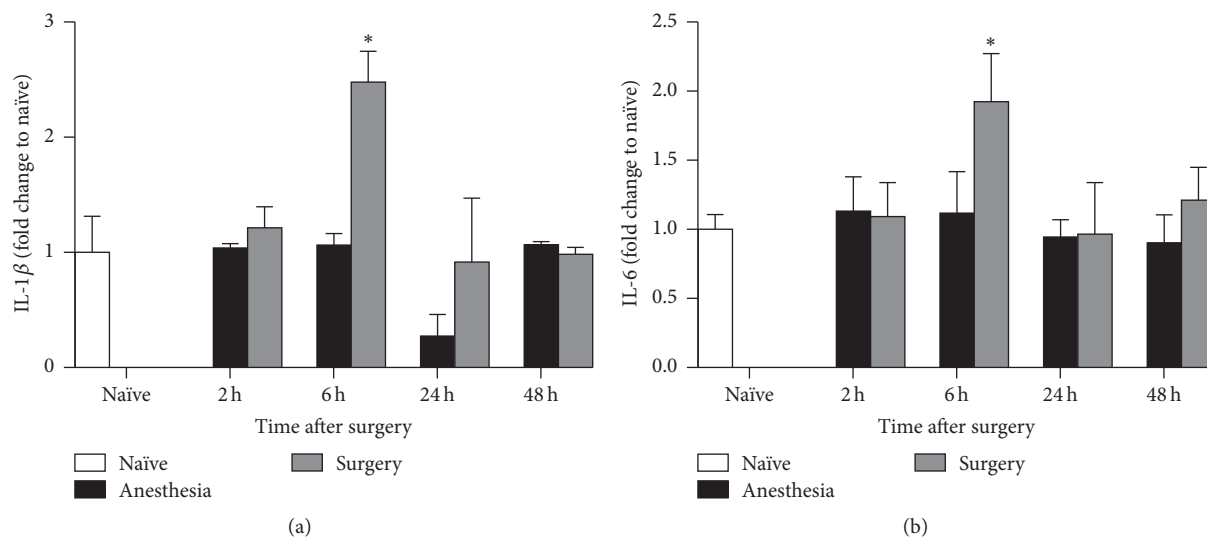 3
2
1
0
IL-1β (fold change to naïve)
*
Naïve 2 h 6 h 24 h 48 h
Time after surgery
Naïve Surgery
Anesthesia
(a)
2.5
2.0
1.5
1.0
0.5
0.0
IL-6 (fold change to naïve)
*
Naïve 2 h 6 h 24 h 48 h
Time after surgery
Naïve Surgery
Anesthesia
(b)